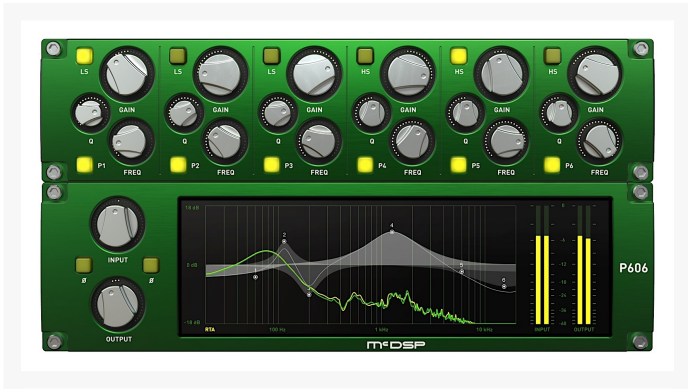 LS LS LS HS HS HS
GAIN GAIN GAIN GAIN GAIN GAIN
Q Q Q Q Q Q
P1 FREQ P2 FREQ P3 FREQ P4 FREQ P5 FREQ P6 FREQ
INPUT
Ø Ø
OUTPUT
18 dB
0 dB
-18 dB
1
2
4
5
6
RTA 100 Hz 1 kHz 10 kHz
INPUT OUTPUT
P606
McDSP